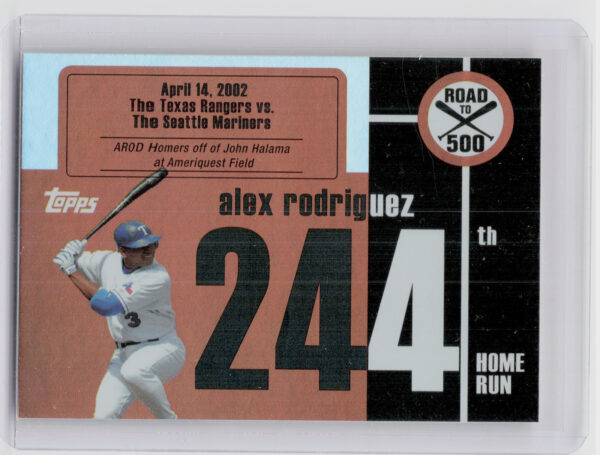 April 14, 2002
The Texas Rangers vs.
The Seattle Mariners
AROD Homers off of John Halama
at Ameriquest Field
ROAD
TO
500
Topps
alex rodriguez
244
th
HOME
RUN
T
3